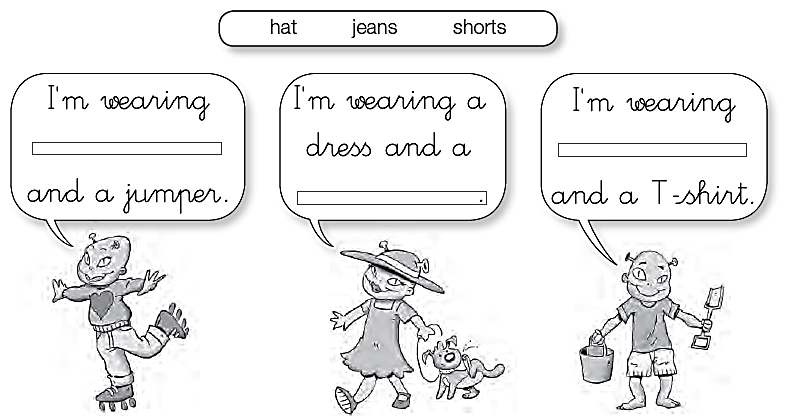 hat jeans shorts
I'm wearing
and a jumper.
I'm wearing a
dress and a
.
I'm wearing
and a T-shirt.